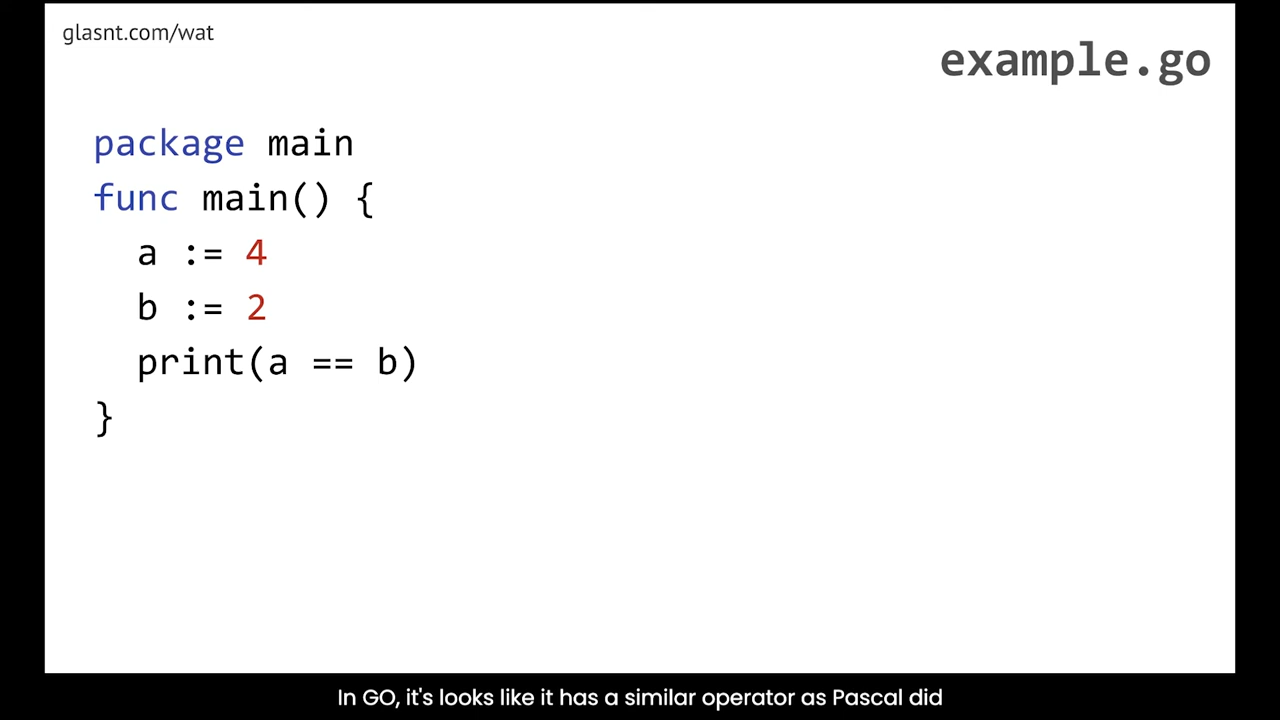 glasnt.com/wat
example.go
package main
func main() {
  a := 4
  b := 2
  print(a == b)
}
In GO, it's looks like it has a similar operator as Pascal did